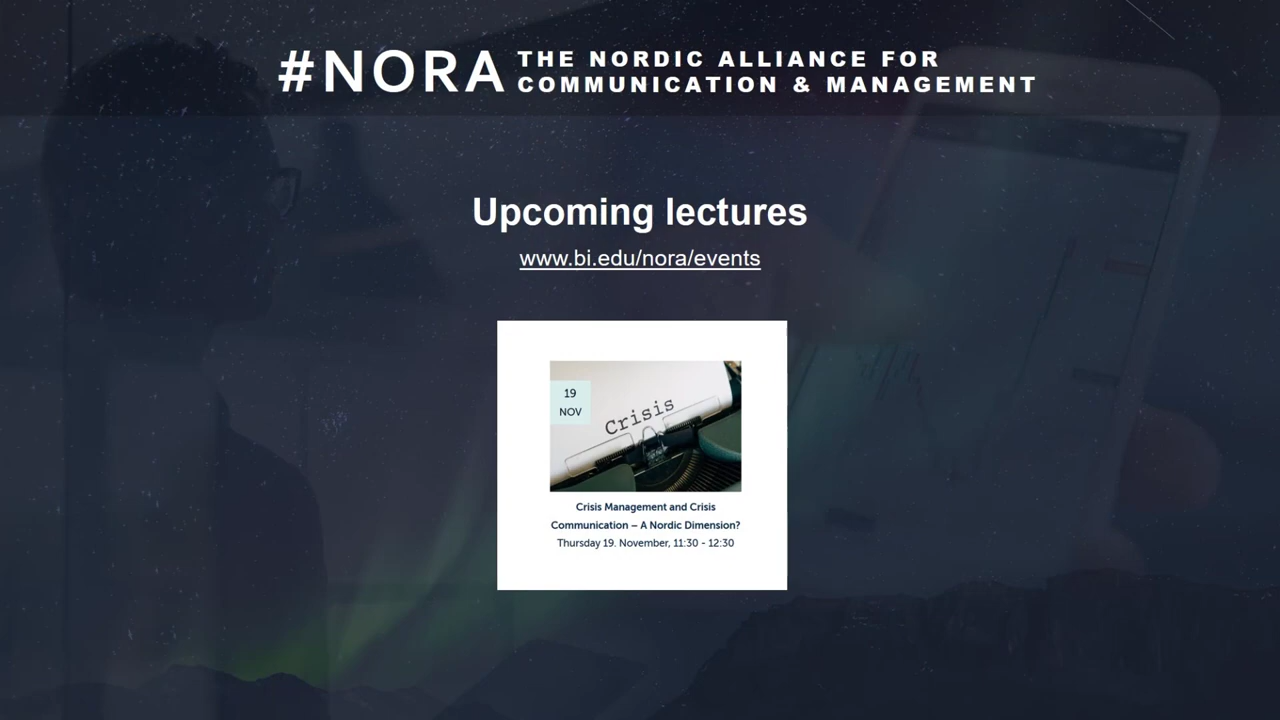 #NORA THE NORDIC ALLIANCE FOR
COMMUNICATION & MANAGEMENT
Upcoming lectures
www.bi.edu/nora/events
19
NOV
Crisis
Crisis Management and Crisis
Communication – A Nordic Dimension?
Thursday 19. November, 11:30 - 12:30